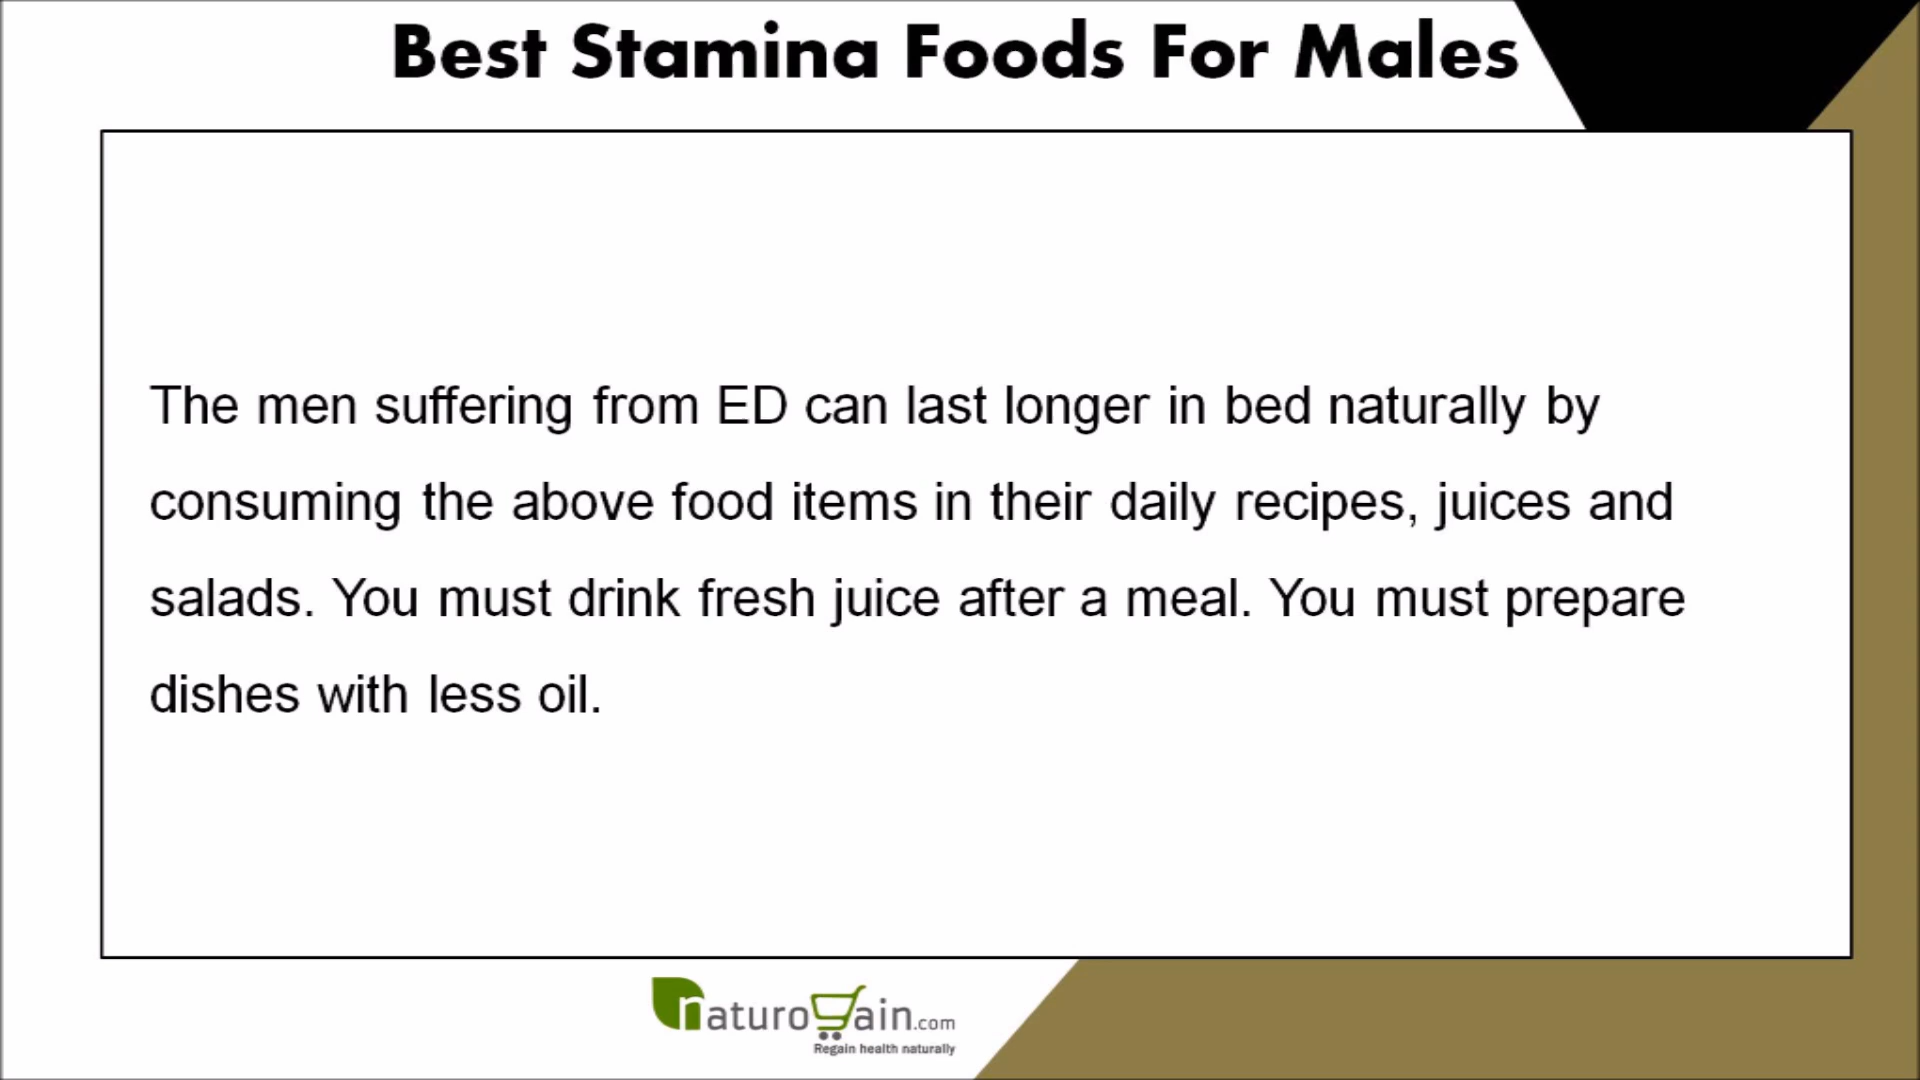 Best Stamina Foods For Males
The men suffering from ED can last longer in bed naturally by
consuming the above food items in their daily recipes, juices and
salads. You must drink fresh juice after a meal. You must prepare
dishes with less oil.
naturogain.com
Regain health naturally